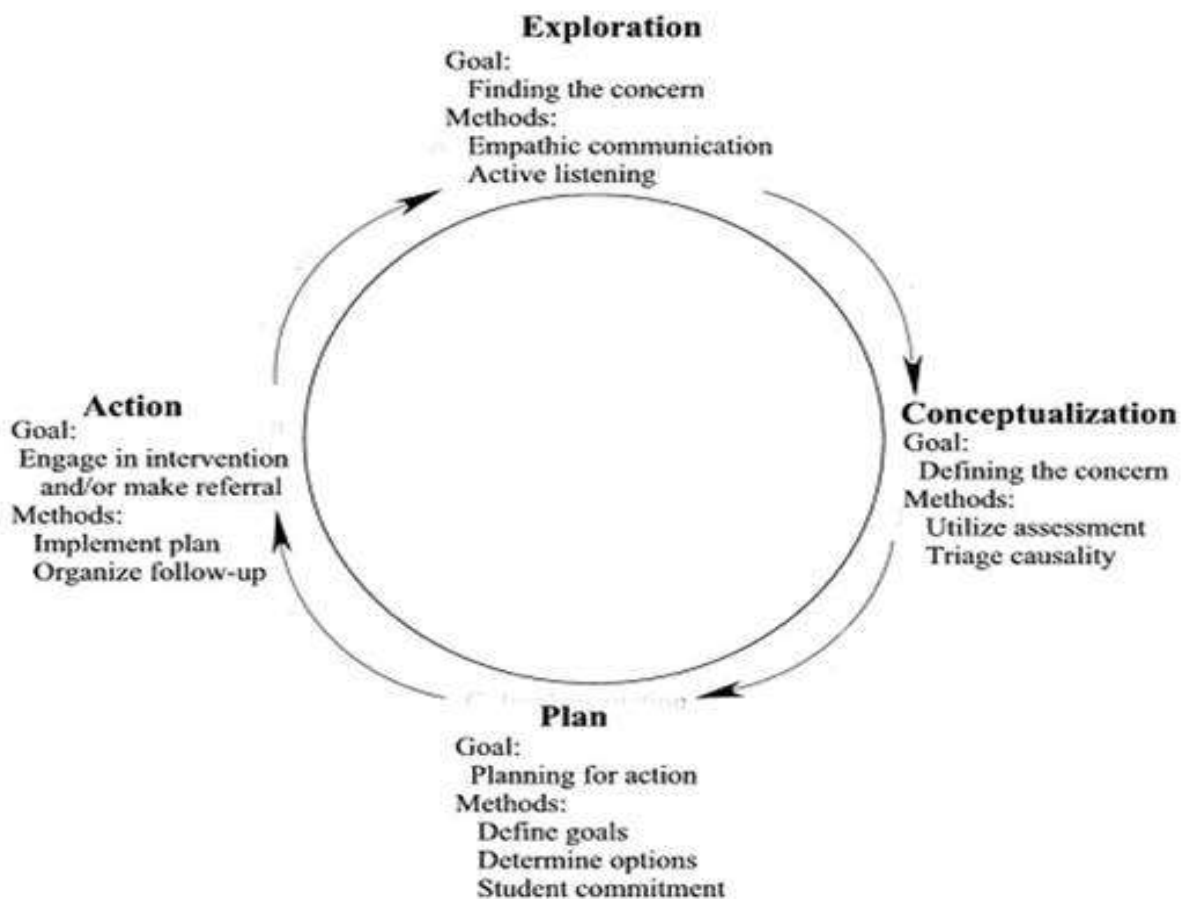 Exploration
Goal:
Finding the concern
Methods:
Empathic communication
Active listening
Conceptualization
Goal:
Defining the concern
Methods:
Utilize assessment
Triage causality
Plan
Goal:
Planning for action
Methods:
Define goals
Determine options
Student commitment
Action
Goal:
Engage in intervention
and/or make referral
Methods:
Implement plan
Organize follow-up